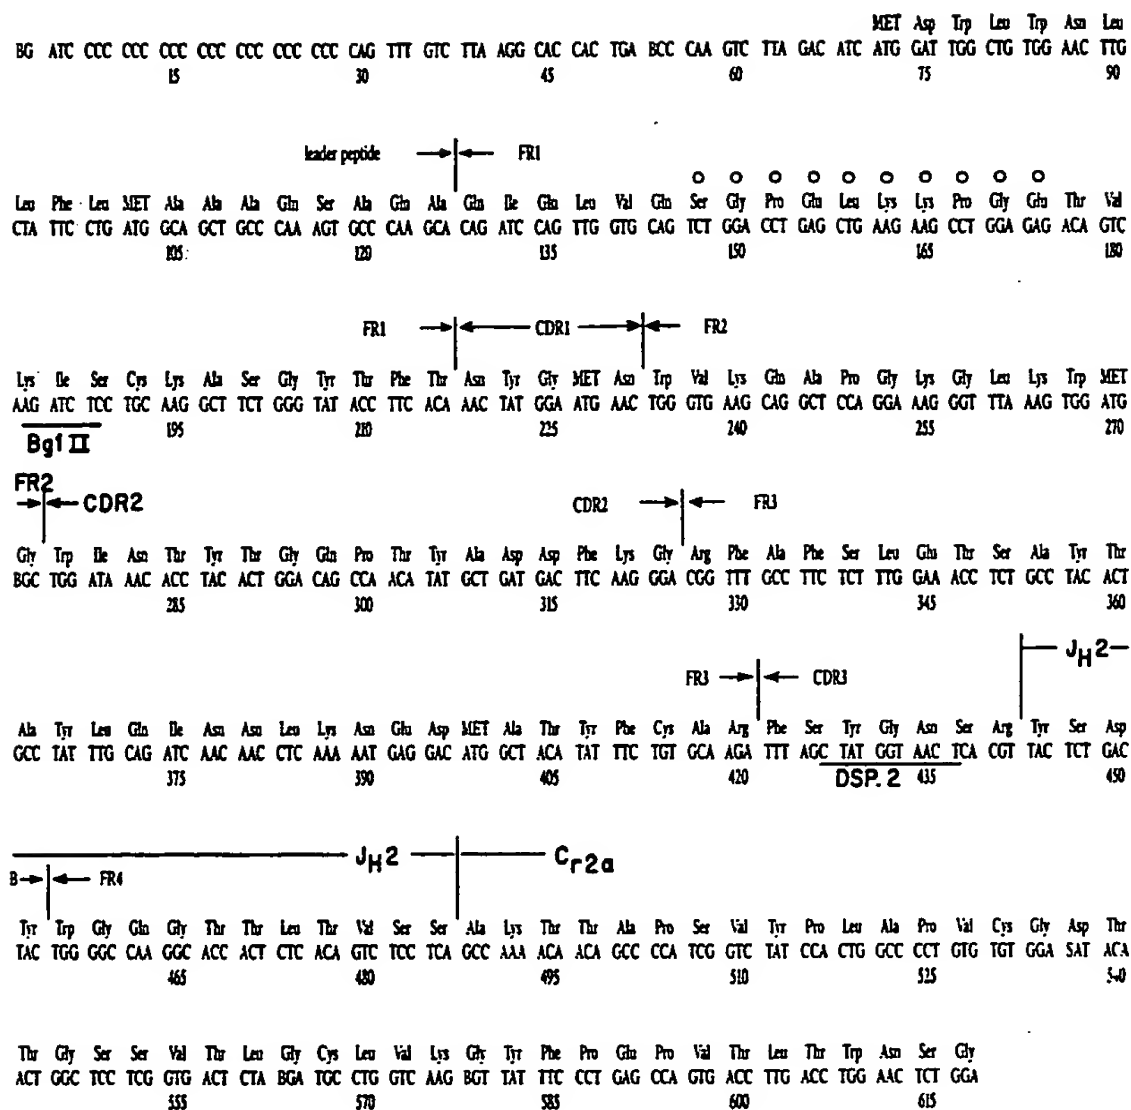 MET Asp Trp Leu Trp Asn Leu
BG ATC CCC CCC CCC CCC CCC CCC CCC CAG TTT GTC TTA AGG CAC CAC TGA BCC CAA GTC TTA GAC ATC ATG GAT TGG CTG TGG AAC TTG
15 30 45 60 75 90
leader peptide FR1
Leu Phe Leu MET Ala Ala Ala Gln Ser Ala Gln Ala Gln Ile Gln Leu Val Gln Ser Gly Pro Glu Leu Lys Lys Pro Gly Glu Thr Val
CTA TTC CTG ATG GCA GCT GCC CAA AGT GCC CAA GCA CAG ATC CAG TTG GTG CAG TCT GGA CCT GAG CTG AAG AAG CCT GGA GAG ACA GTC
105 120 135 150 165 180
FR1 CDR1 FR2
Lys Ile Ser Cys Lys Ala Ser Gly Tyr Thr Phe Thr Asn Tyr Gly MET Asn Trp Val Lys Gln Ala Pro Gly Lys Gly Leu Lys Trp MET
AAG ATC TCC TGC AAG GCT TCT GGG TAT ACC TTC ACA AAC TAT GGA ATG AAC TGG GTG AAG CAG GCT CCA GGA AAG GGT TTA AAG TGG ATG
195 210 225 240 255 270
Bgl II
FR2 CDR2 CDR2 FR3
Gly Trp Ile Asn Thr Tyr Thr Gly Gln Pro Thr Tyr Ala Asp Asp Phe Lys Gly Arg Phe Ala Phe Ser Leu Glu Thr Ser Ala Tyr Thr
BGC TGG ATA AAC ACC TAC ACT GGA CAG CCA ACA TAT GCT GAT GAC TTC AAG GGA CGG TTT GCC TTC TCT TTG GAA ACC TCT GCC TAC ACT
285 300 315 330 345 360
JH2
FR3 CDR3
Ala Tyr Leu Gln Ile Asn Asn Leu Lys Asn Glu Asp MET Ala Thr Tyr Phe Cys Ala Arg Phe Ser Tyr Gly Asn Ser Arg Tyr Ser Asp
GCC TAT TTG CAG ATC AAC AAC CTC AAA AAT GAG GAC ATG GCT ACA TAT TTC TGT GCA AGA TTT AGC TAT GGT AAC TCA CGT TAC TCT GAC
375 390 405 420 435 450
DSP.2
JH2 Cr2a
B FR4
Tyr Trp Gly Gln Gly Thr Thr Leu Thr Val Ser Ser Ala Lys Thr Thr Ala Pro Ser Val Tyr Pro Leu Ala Pro Val Cys Gly Asp Thr
TAC TGG GGC CAA GGC ACC ACT CTC ACA GTC TCC TCA GCC AAA ACA ACA GCC CCA TCG GTC TAT CCA CTG GCC CCT GTG TGT GGA SAT ACA
465 480 495 510 525 540
Thr Gly Ser Ser Val Thr Leu Gly Cys Leu Val Lys Gly Tyr Phe Pro Glu Pro Val Thr Leu Thr Trp Asn Ser Gly
ACT GGC TCC TCG GTG ACT CTA BGA TGC CTG GTC AAG BGT TAT TTC CCT GAG CCA GTG ACC TTG ACC TGG AAC TCT GGA
555 570 585 600 615